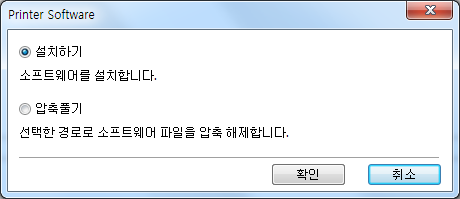 Printer Software
설치하기
소프트웨어를 설치합니다.
압축풀기
선택한 경로로 소프트웨어 파일을 압축 해제합니다.
확인
취소